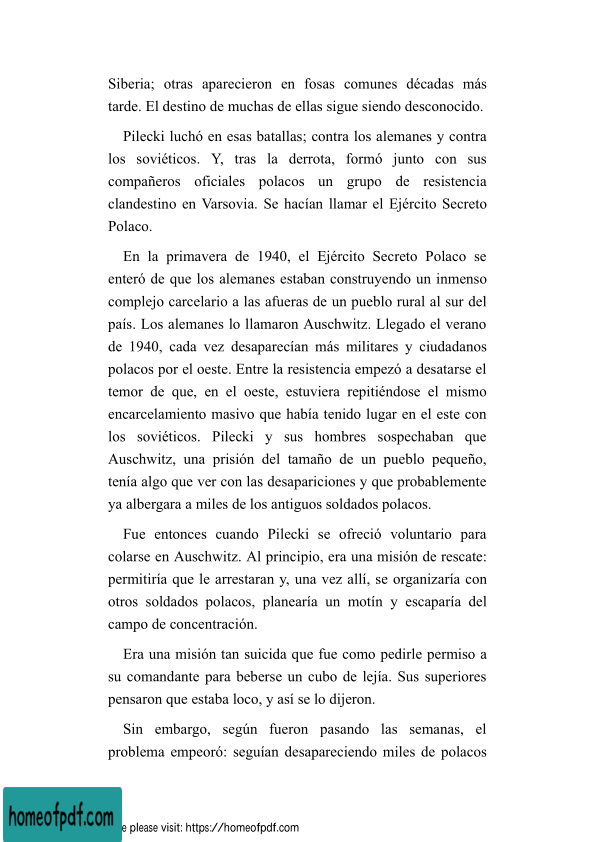 Siberia; otras aparecieron en fosas comunes décadas más
tarde. El destino de muchas de ellas sigue siendo desconocido.
Pilecki luchó en esas batallas; contra los alemanes y contra
los soviéticos. Y, tras la derrota, formó junto con sus
compañeros oficiales polacos un grupo de resistencia
clandestino en Varsovia. Se hacían llamar el Ejército Secreto
Polaco.
En la primavera de 1940, el Ejército Secreto Polaco se
enteró de que los alemanes estaban construyendo un inmenso
complejo carcelario a las afueras de un pueblo rural al sur del
país. Los alemanes lo llamaron Auschwitz. Llegado el verano
de 1940, cada vez desaparecían más militares y ciudadanos
polacos por el oeste. Entre la resistencia empezó a desatarse el
temor de que, en el oeste, estuviera repitiéndose el mismo
encarcelamiento masivo que había tenido lugar en el este con
los soviéticos. Pilecki y sus hombres sospechaban que
Auschwitz, una prisión del tamaño de un pueblo pequeño,
tenía algo que ver con las desapariciones y que probablemente
ya albergara a miles de los antiguos soldados polacos.
Fue entonces cuando Pilecki se ofreció voluntario para
colarse en Auschwitz. Al principio, era una misión de rescate:
permitiría que le arrestaran y, una vez allí, se organizaría con
otros soldados polacos, planearía un motín y escaparía del
campo de concentración.
Era una misión tan suicida que fue como pedirle permiso a
su comandante para beberse un cubo de lejía. Sus superiores
pensaron que estaba loco, y así se lo dijeron.
Sin embargo, según fueron pasando las semanas, el
problema empeoró: seguían desapareciendo miles de polacos
homeofpdf.com
please visit: https://homeofpdf.com